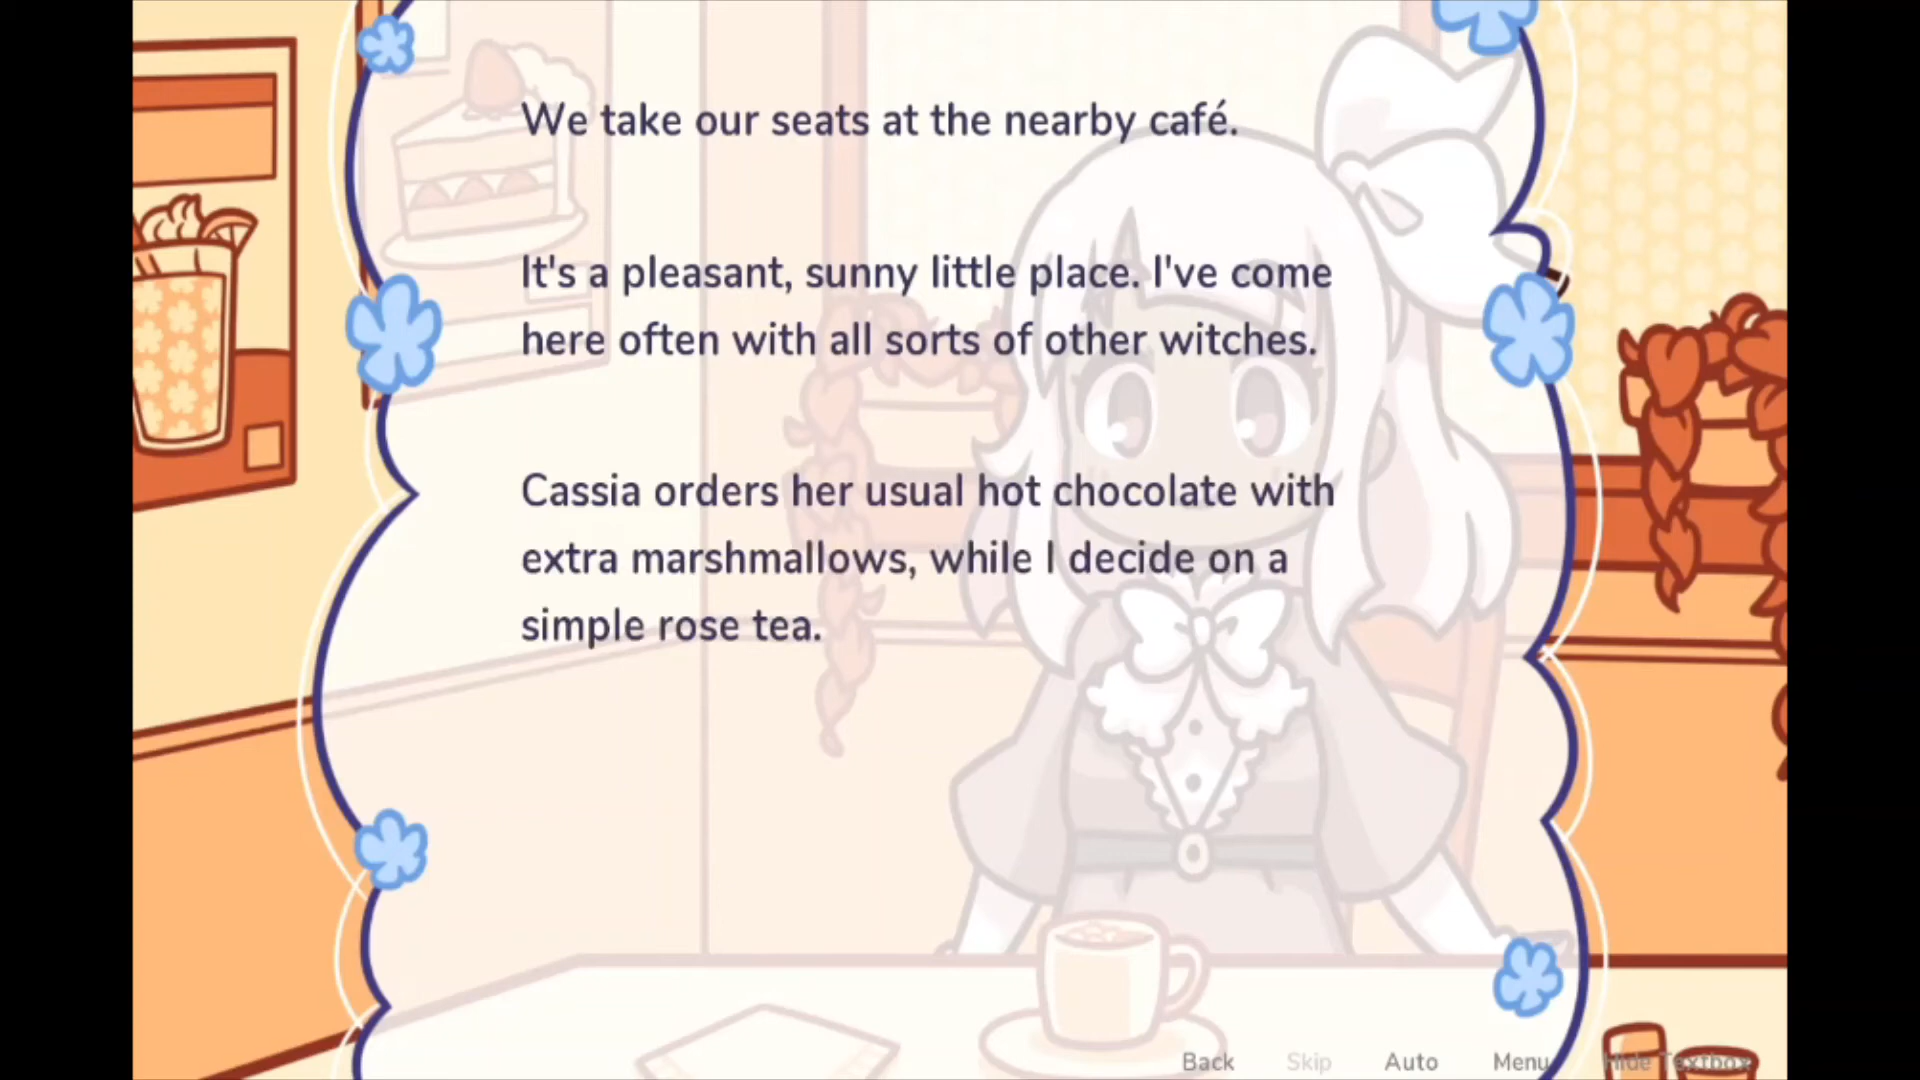 We take our seats at the nearby café.
It's a pleasant, sunny little place. I've come
here often with all sorts of other witches.
Cassia orders her usual hot chocolate with
extra marshmallows, while I decide on a
simple rose tea.
Back Skip Auto Menu Hide Textbox